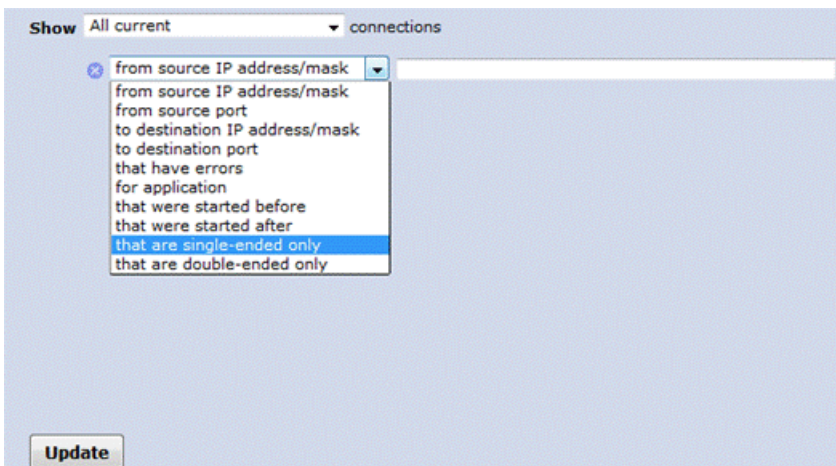 Show All current connections
from source IP address/mask
from source IP address/mask
from source port
to destination IP address/mask
to destination port
that have errors
for application
that were started before
that were started after
that are single-ended only
that are double-ended only
Update